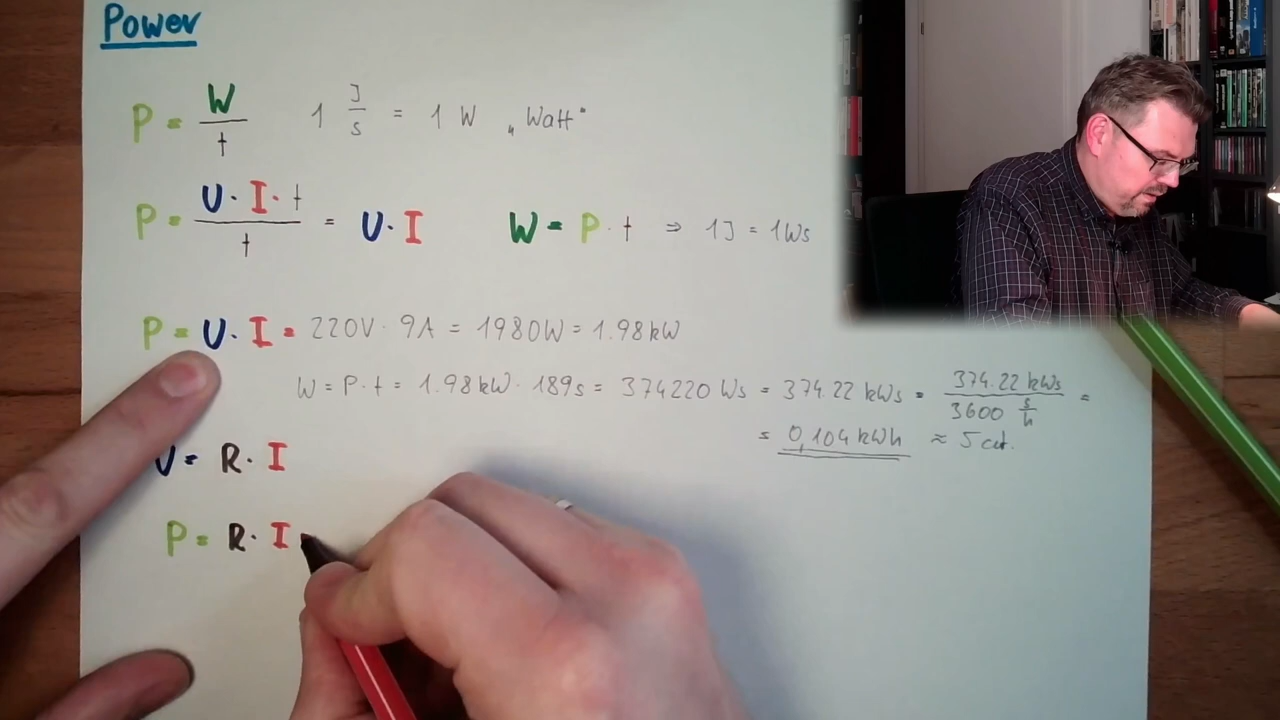 Power
P = W/t 1 J/s = 1 W „Watt"
P = U · I · t/t = U · I W = P · t ⇒ 1J = 1Ws
P = U · I = 220V · 9A = 1980W = 1.98kW
W = P · t = 1.98kW · 189s = 374220 Ws = 374.22 kWs = 374.22 kWs/3600 s/h =
= 0,104 kWh ≈ 5 ct.
U = R · I
P = R · I